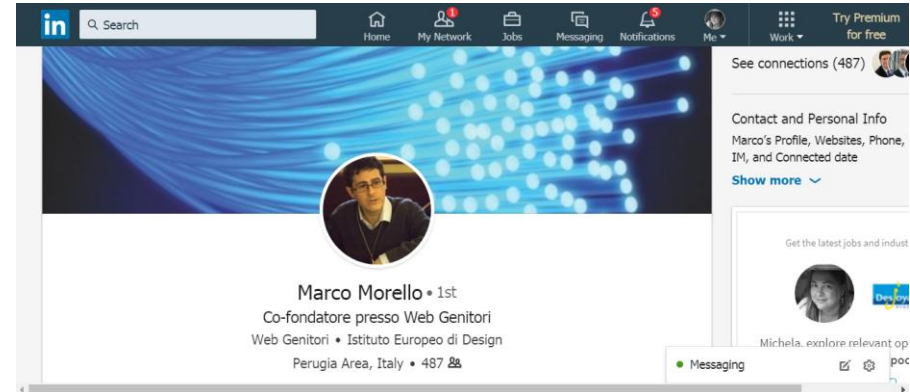 in
Search
1
5
Home
My Network
Jobs
Messaging
Notifications
Me
Work
Try Premium
for free
See connections (487)
Contact and Personal Info
Marco's Profile, Websites, Phone,
IM, and Connected date
Show more
Marco Morello • 1st
Co-fondatore presso Web Genitori
Web Genitori • Istituto Europeo di Design
Perugia Area, Italy • 487
Get the latest jobs and indust
Michela, explore relevant op
Messaging